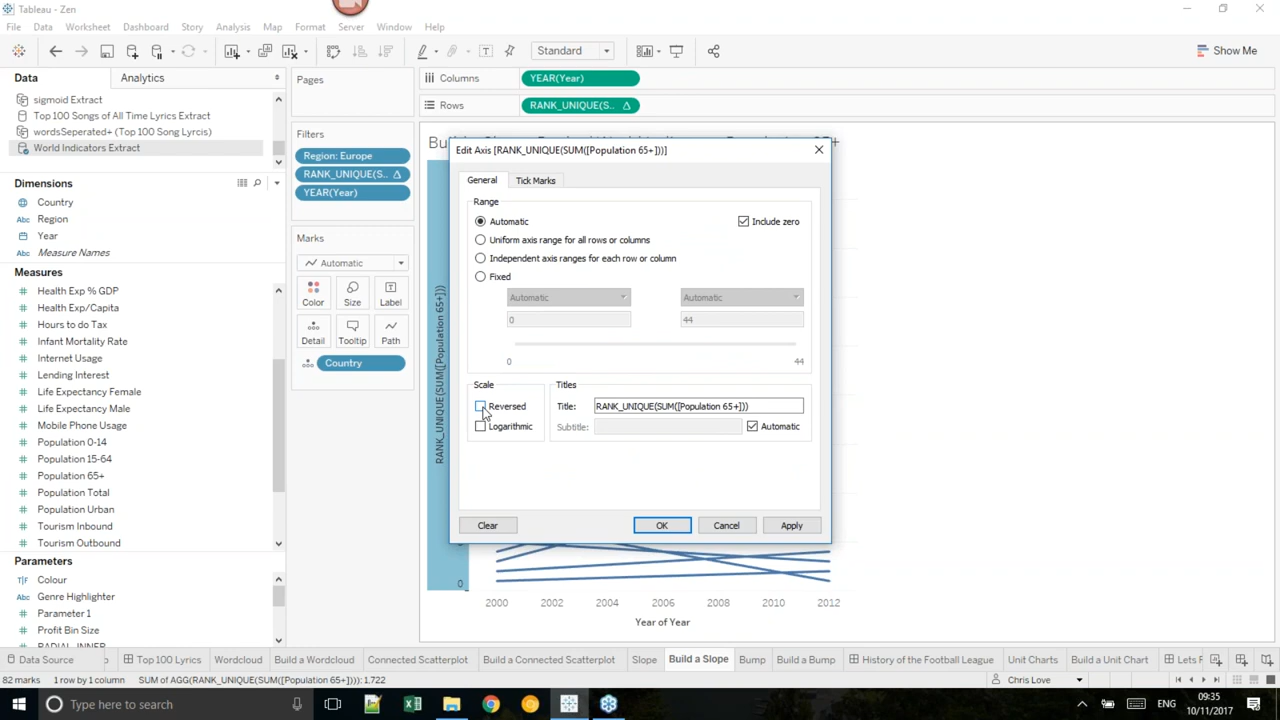 Tableau - Zen
File Data Worksheet Dashboard Story Analysis Map Format Server Window Help
Standard
Show Me
Data Analytics
sigmoid Extract
Top 100 Songs of All Time Lyrics Extract
wordsSeperated+ (Top 100 Song Lyrics)
World Indicators Extract
Dimensions
Country
Region
Year
Measure Names
Measures
Health Exp % GDP
Health Exp/Capita
Hours to do Tax
Infant Mortality Rate
Internet Usage
Lending Interest
Life Expectancy Female
Life Expectancy Male
Mobile Phone Usage
Population 0-14
Population 15-64
Population 65+
Population Total
Population Urban
Tourism Inbound
Tourism Outbound
Parameters
Colour
Genre Highlighter
Parameter 1
Profit Bin Size
RADIAL_INNER
Pages
Filters
Region: Europe
RANK_UNIQUE(S..
YEAR(Year)
Marks
Automatic
Color Size Label
Detail Tooltip Path
Country
Columns YEAR(Year)
Rows RANK_UNIQUE(S..
Edit Axis [RANK_UNIQUE(SUM([Population 65+]))]
General Tick Marks
Range
Automatic
Include zero
Uniform axis range for all rows or columns
Independent axis ranges for each row or column
Fixed
Automatic Automatic
0 44
0 44
Scale
Reversed
Logarithmic
Titles
Title: RANK_UNIQUE(SUM([Population 65+]))
Subtitle: Automatic
Clear OK Cancel Apply
RANK_UNIQUE(SUM([Population 65+]))
0
2000 2002 2004 2006 2008 2010 2012
Year of Year
Data Source Top 100 Lyrics Wordcloud Build a Wordcloud Connected Scatterplot Build a Connected Scatterplot Slope Build a Slope Bump Build a Bump History of the Football League Unit Charts Build a Unit Chart Lets F
82 marks 1 row by 1 column SUM of AGG(RANK_UNIQUE(SUM([Population 65+]))): 1.722
Chris Love
Type here to search
09:35
10/11/2017